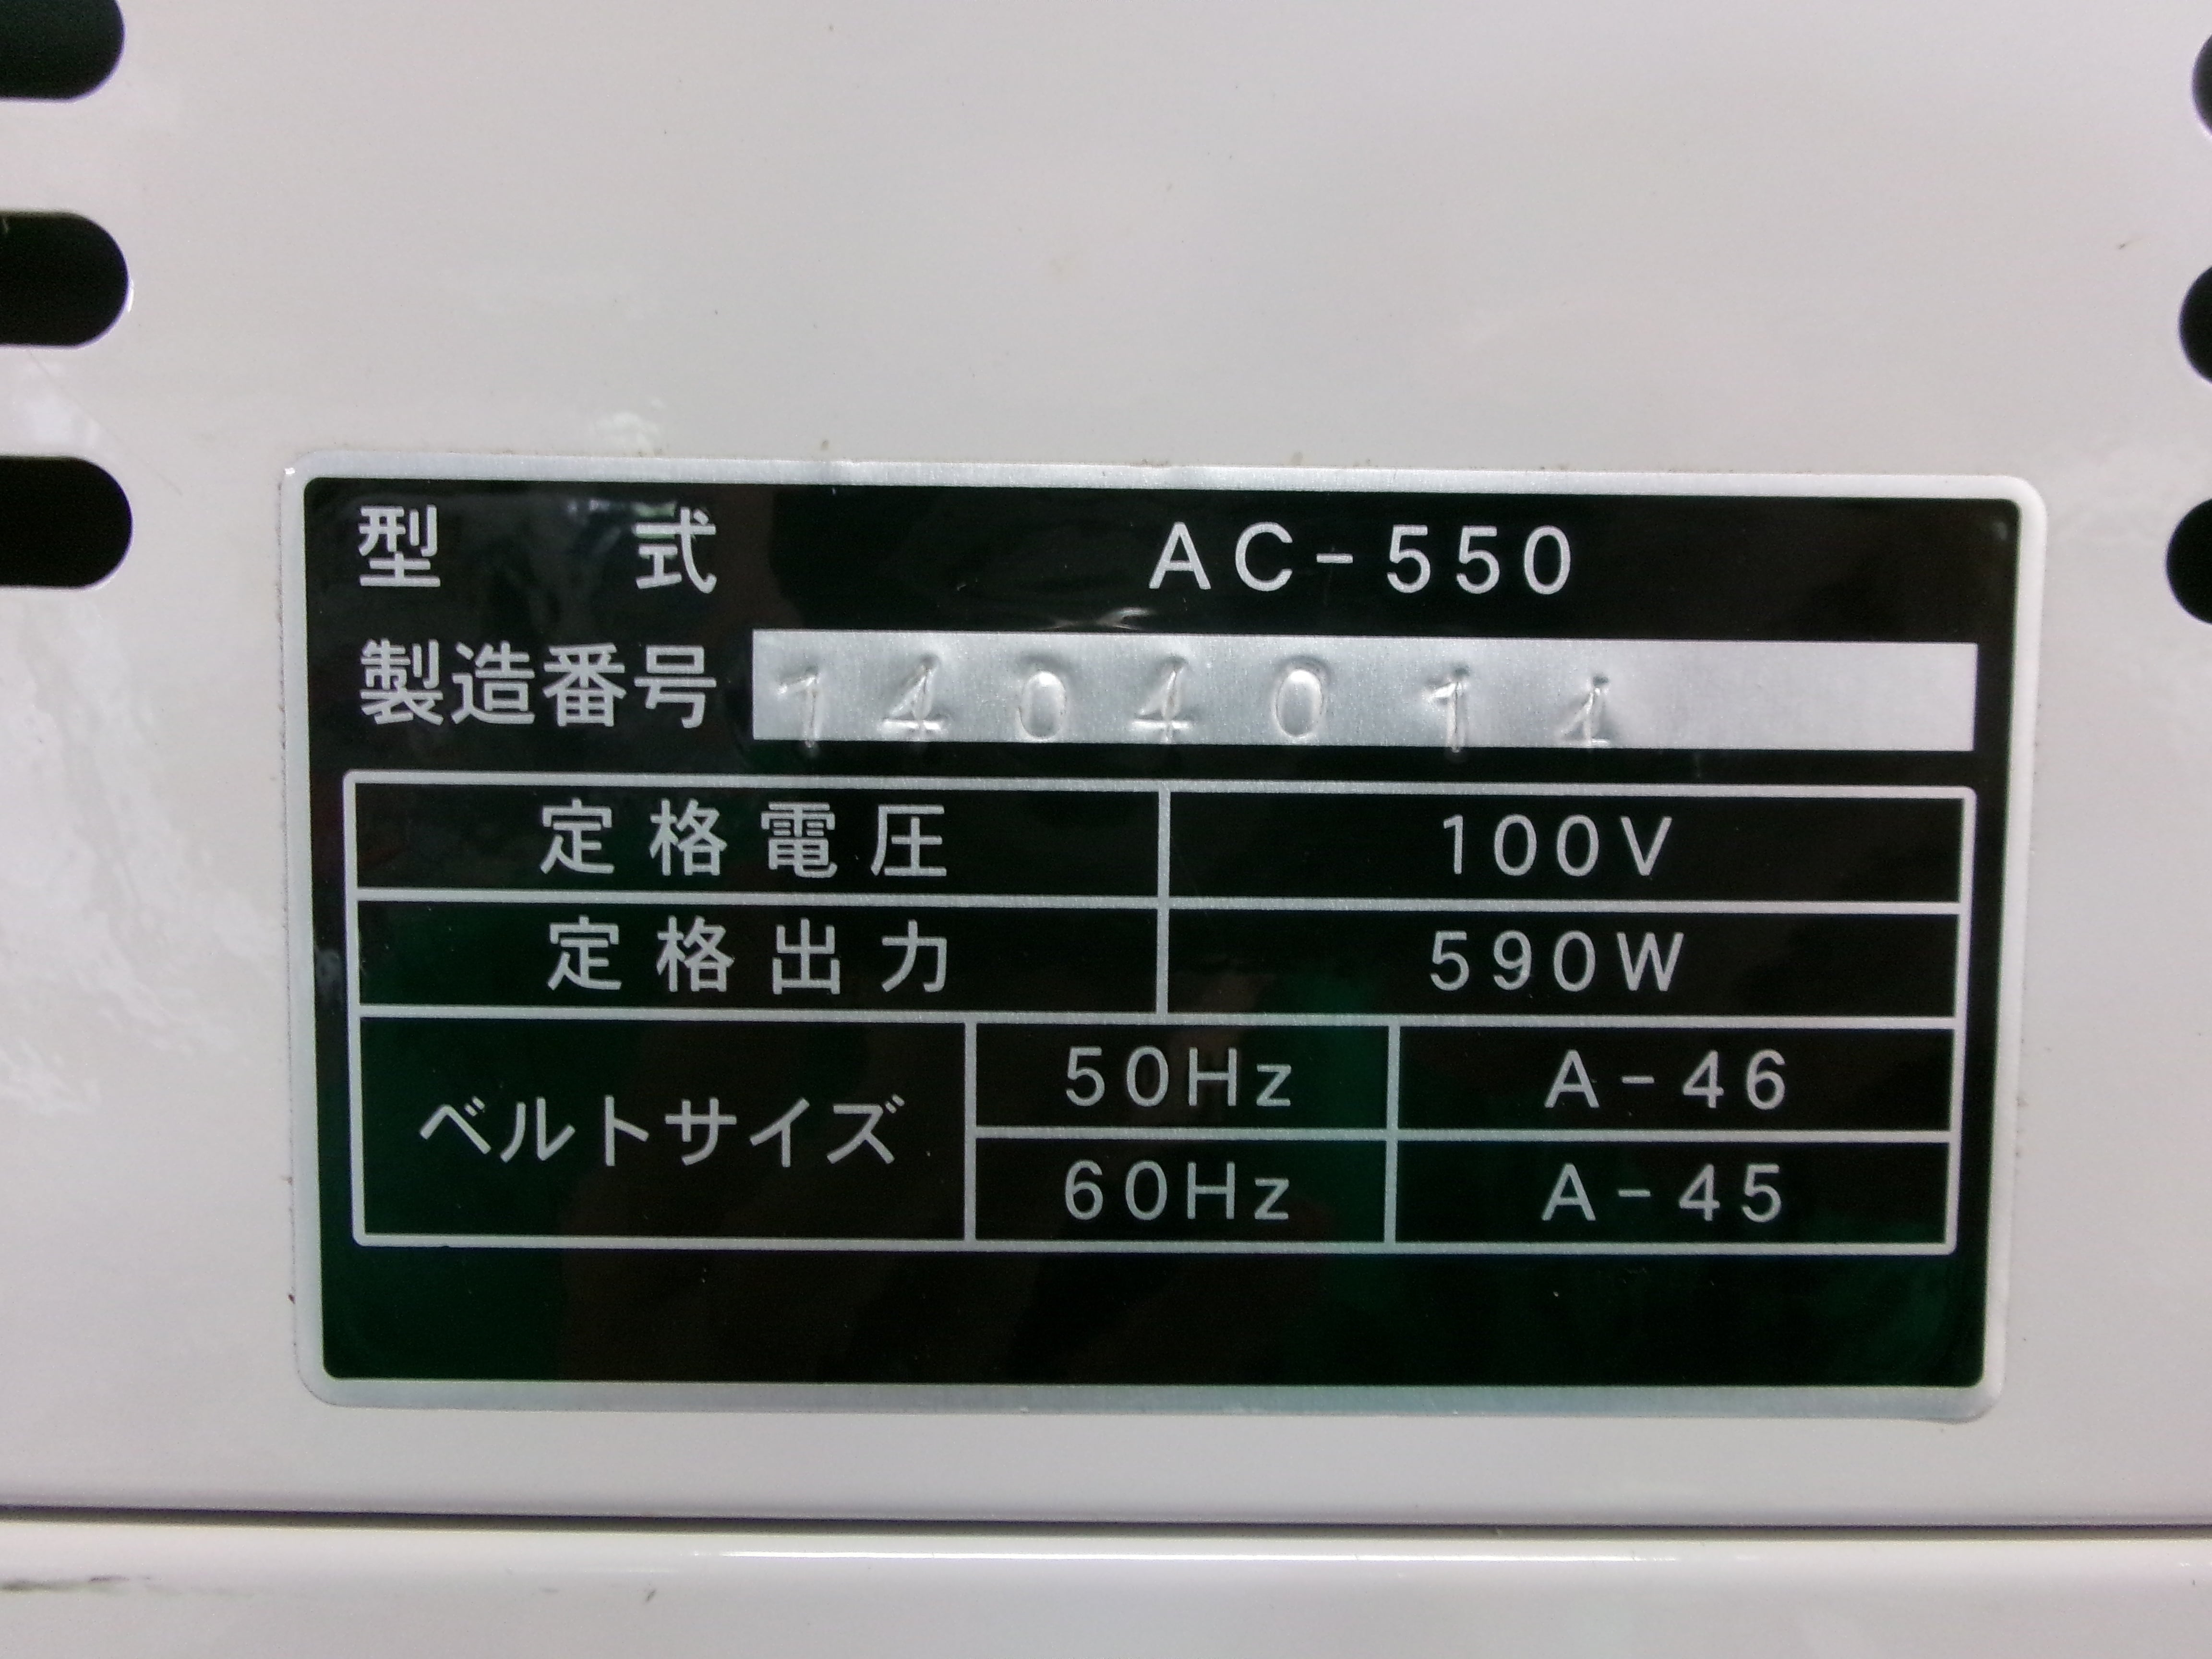 型式 AC-550
製造番号 1404011
定格電圧 100V
定格出力 590W
ベルトサイズ 50Hz A-46
60Hz A-45